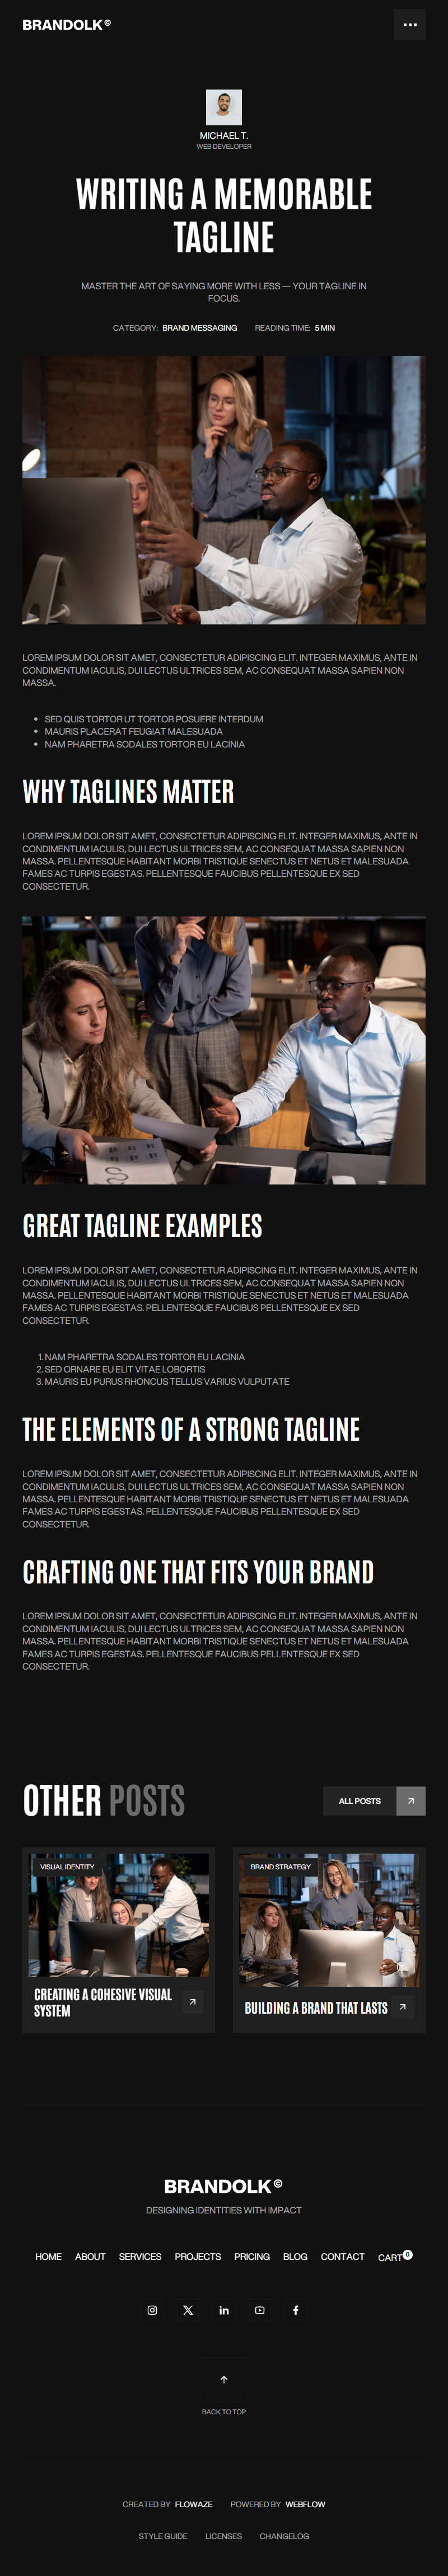 BRANDOLK©
MICHAEL T.
WEB DEVELOPER
WRITING A MEMORABLE
TAGLINE
MASTER THE ART OF SAYING MORE WITH LESS — YOUR TAGLINE IN
FOCUS.
CATEGORY: BRAND MESSAGING READING TIME: 5 MIN
LOREM IPSUM DOLOR SIT AMET, CONSECTETUR ADIPISCING ELIT. INTEGER MAXIMUS, ANTE IN
CONDIMENTUM IACULIS, DUI LECTUS ULTRICES SEM, AC CONSEQUAT MASSA SAPIEN NON
MASSA.
• SED QUIS TORTOR UT TORTOR POSUERE INTERDUM
• MAURIS PLACERAT FEUGIAT MALESUADA
• NAM PHARETRA SODALES TORTOR EU LACINIA
WHY TAGLINES MATTER
LOREM IPSUM DOLOR SIT AMET, CONSECTETUR ADIPISCING ELIT. INTEGER MAXIMUS, ANTE IN
CONDIMENTUM IACULIS, DUI LECTUS ULTRICES SEM, AC CONSEQUAT MASSA SAPIEN NON
MASSA. PELLENTESQUE HABITANT MORBI TRISTIQUE SENECTUS ET NETUS ET MALESUADA
FAMES AC TURPIS EGESTAS. PELLENTESQUE FAUCIBUS PELLENTESQUE EX SED
CONSECTETUR.
GREAT TAGLINE EXAMPLES
LOREM IPSUM DOLOR SIT AMET, CONSECTETUR ADIPISCING ELIT. INTEGER MAXIMUS, ANTE IN
CONDIMENTUM IACULIS, DUI LECTUS ULTRICES SEM, AC CONSEQUAT MASSA SAPIEN NON
MASSA. PELLENTESQUE HABITANT MORBI TRISTIQUE SENECTUS ET NETUS ET MALESUADA
FAMES AC TURPIS EGESTAS. PELLENTESQUE FAUCIBUS PELLENTESQUE EX SED
CONSECTETUR.
1. NAM PHARETRA SODALES TORTOR EU LACINIA
2. SED ORNARE EU ELIT VITAE LOBORTIS
3. MAURIS EU PURUS RHONCUS TELLUS VARIUS VULPUTATE
THE ELEMENTS OF A STRONG TAGLINE
LOREM IPSUM DOLOR SIT AMET, CONSECTETUR ADIPISCING ELIT. INTEGER MAXIMUS, ANTE IN
CONDIMENTUM IACULIS, DUI LECTUS ULTRICES SEM, AC CONSEQUAT MASSA SAPIEN NON
MASSA. PELLENTESQUE HABITANT MORBI TRISTIQUE SENECTUS ET NETUS ET MALESUADA
FAMES AC TURPIS EGESTAS. PELLENTESQUE FAUCIBUS PELLENTESQUE EX SED
CONSECTETUR.
CRAFTING ONE THAT FITS YOUR BRAND
LOREM IPSUM DOLOR SIT AMET, CONSECTETUR ADIPISCING ELIT. INTEGER MAXIMUS, ANTE IN
CONDIMENTUM IACULIS, DUI LECTUS ULTRICES SEM, AC CONSEQUAT MASSA SAPIEN NON
MASSA. PELLENTESQUE HABITANT MORBI TRISTIQUE SENECTUS ET NETUS ET MALESUADA
FAMES AC TURPIS EGESTAS. PELLENTESQUE FAUCIBUS PELLENTESQUE EX SED
CONSECTETUR.
OTHER POSTS
ALL POSTS
VISUAL IDENTITY
CREATING A COHESIVE VISUAL
SYSTEM
BRAND STRATEGY
BUILDING A BRAND THAT LASTS
BRANDOLK©
DESIGNING IDENTITIES WITH IMPACT
HOME ABOUT SERVICES PROJECTS PRICING BLOG CONTACT CART 0
BACK TO TOP
CREATED BY FLOWAZE POWERED BY WEBFLOW
STYLE GUIDE LICENSES CHANGELOG